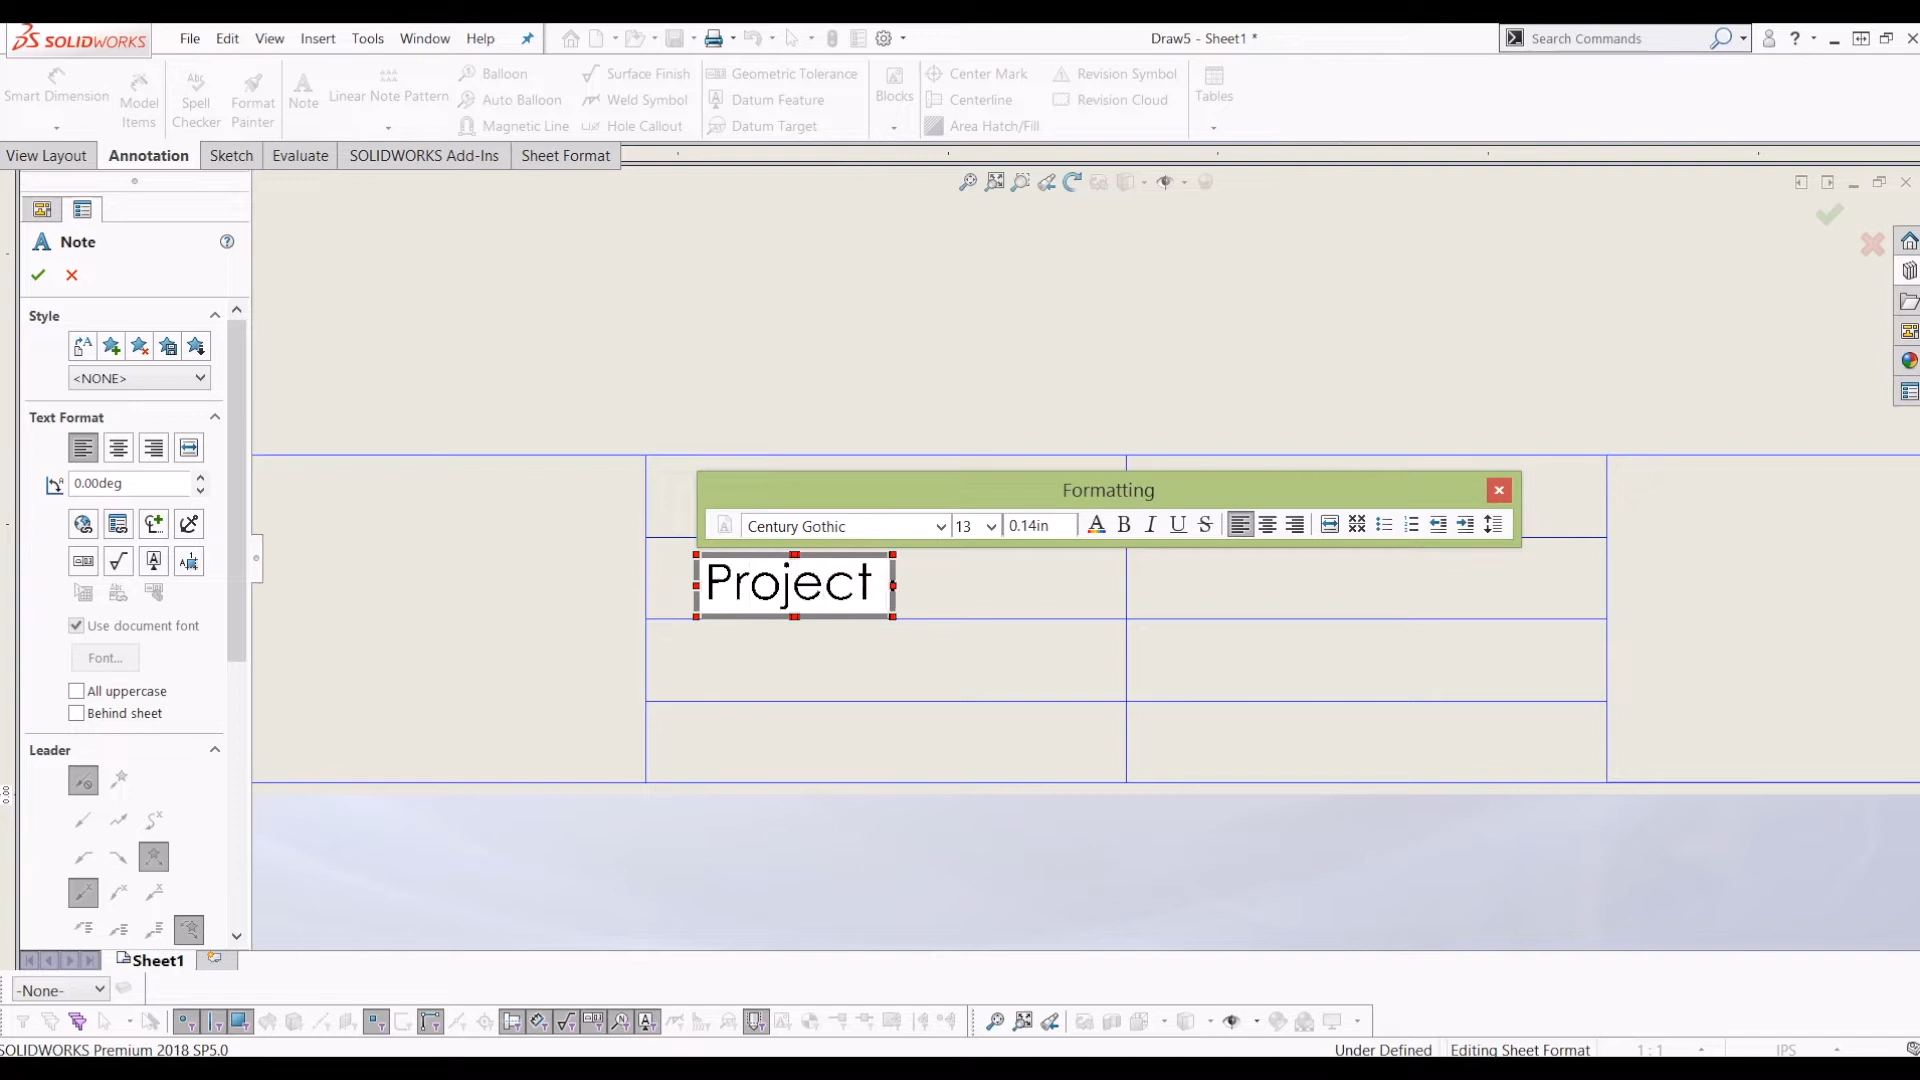 SOLIDWORKS
File Edit View Insert Tools Window Help
Draw5 - Sheet1 *
Search Commands
?
Smart Dimension
Model Items
Spell Checker
Format Painter
Note
Linear Note Pattern
Balloon
Auto Balloon
Magnetic Line
Surface Finish
Weld Symbol
Hole Callout
Geometric Tolerance
Datum Feature
Datum Target
Blocks
Center Mark
Centerline
Area Hatch/Fill
Revision Symbol
Revision Cloud
Tables
View Layout Annotation Sketch Evaluate SOLIDWORKS Add-Ins Sheet Format
Note
Style
<NONE>
Text Format
0.00deg
Use document font
Font...
All uppercase
Behind sheet
Leader
Formatting
Century Gothic 13 0.14in A B I U S
Project
0.00
Sheet1
-None-
SOLIDWORKS Premium 2018 SP5.0
Under Defined Editing Sheet Format 1 : 1 IPS